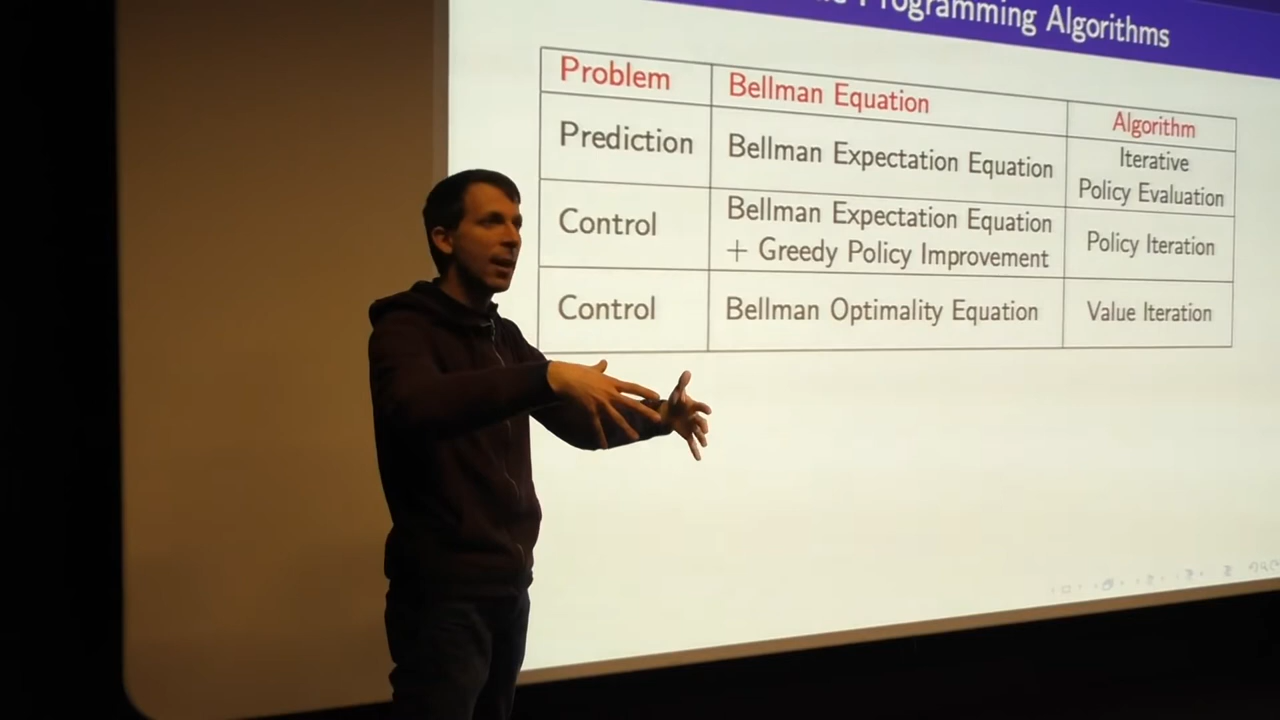 Programming Algorithms
Problem Bellman Equation Algorithm
Prediction Bellman Expectation Equation Iterative
Policy Evaluation
Control Bellman Expectation Equation
+ Greedy Policy Improvement Policy Iteration
Control Bellman Optimality Equation Value Iteration